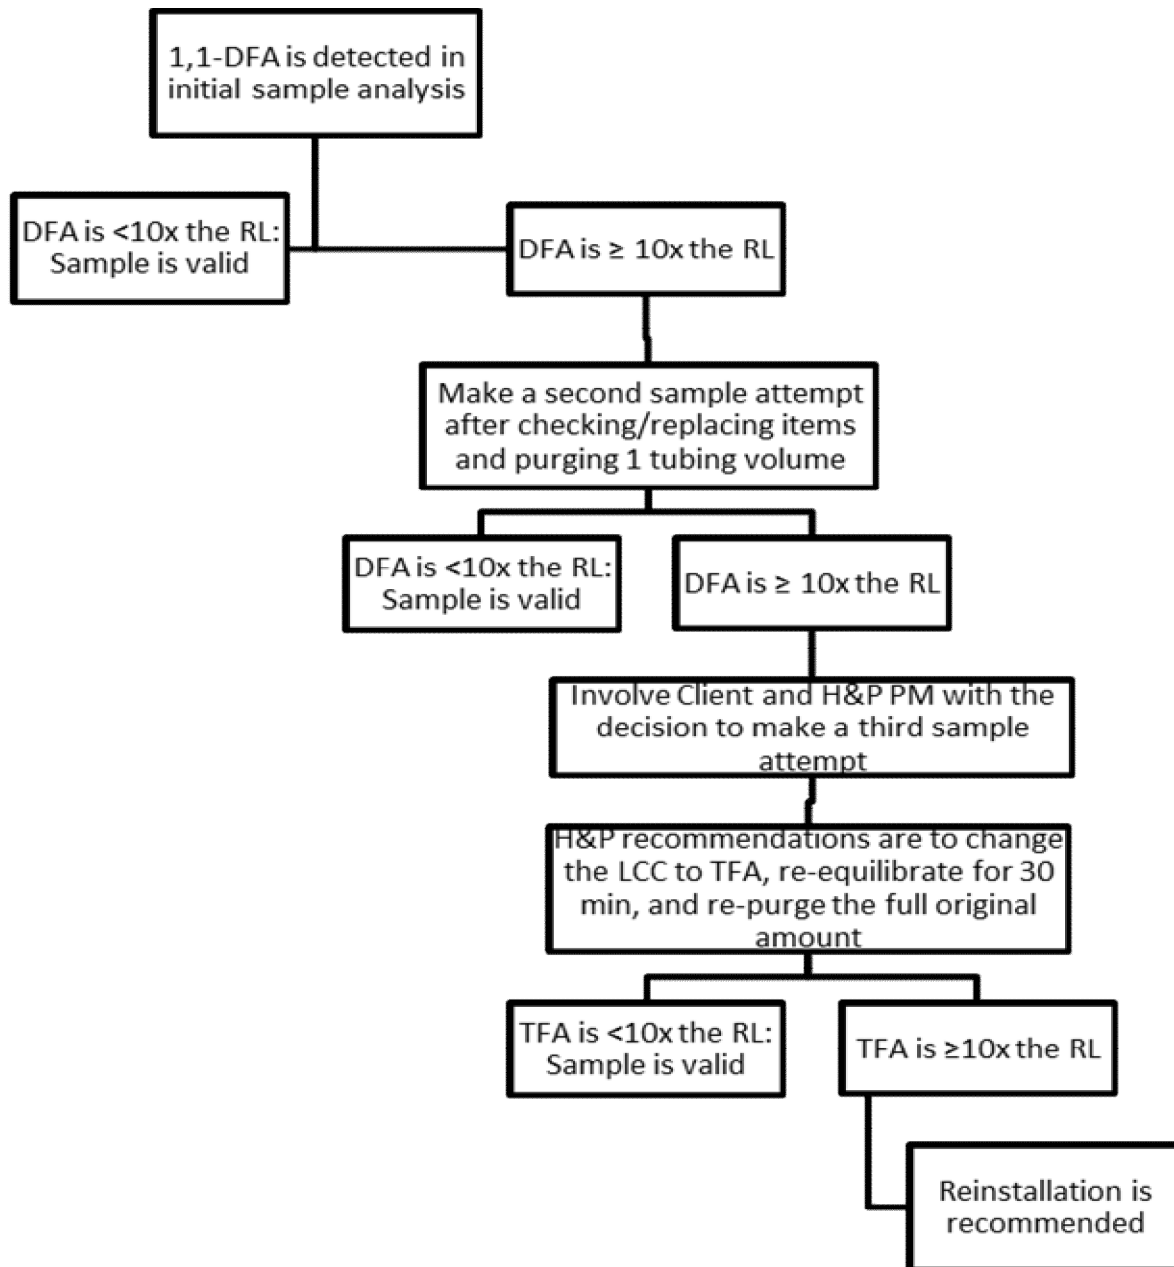 1,1-DFA is detected in
initial sample analysis
DFA is <10x the RL:
Sample is valid
DFA is ≥ 10x the RL
Make a second sample attempt
after checking/replacing items
and purging 1 tubing volume
DFA is <10x the RL:
Sample is valid
DFA is ≥ 10x the RL
Involve Client and H&P PM with the
decision to make a third sample
attempt
H&P recommendations are to change
the LCC to TFA, re-equilibrate for 30
min, and re-purge the full original
amount
TFA is <10x the RL:
Sample is valid
TFA is ≥10x the RL
Reinstallation is
recommended